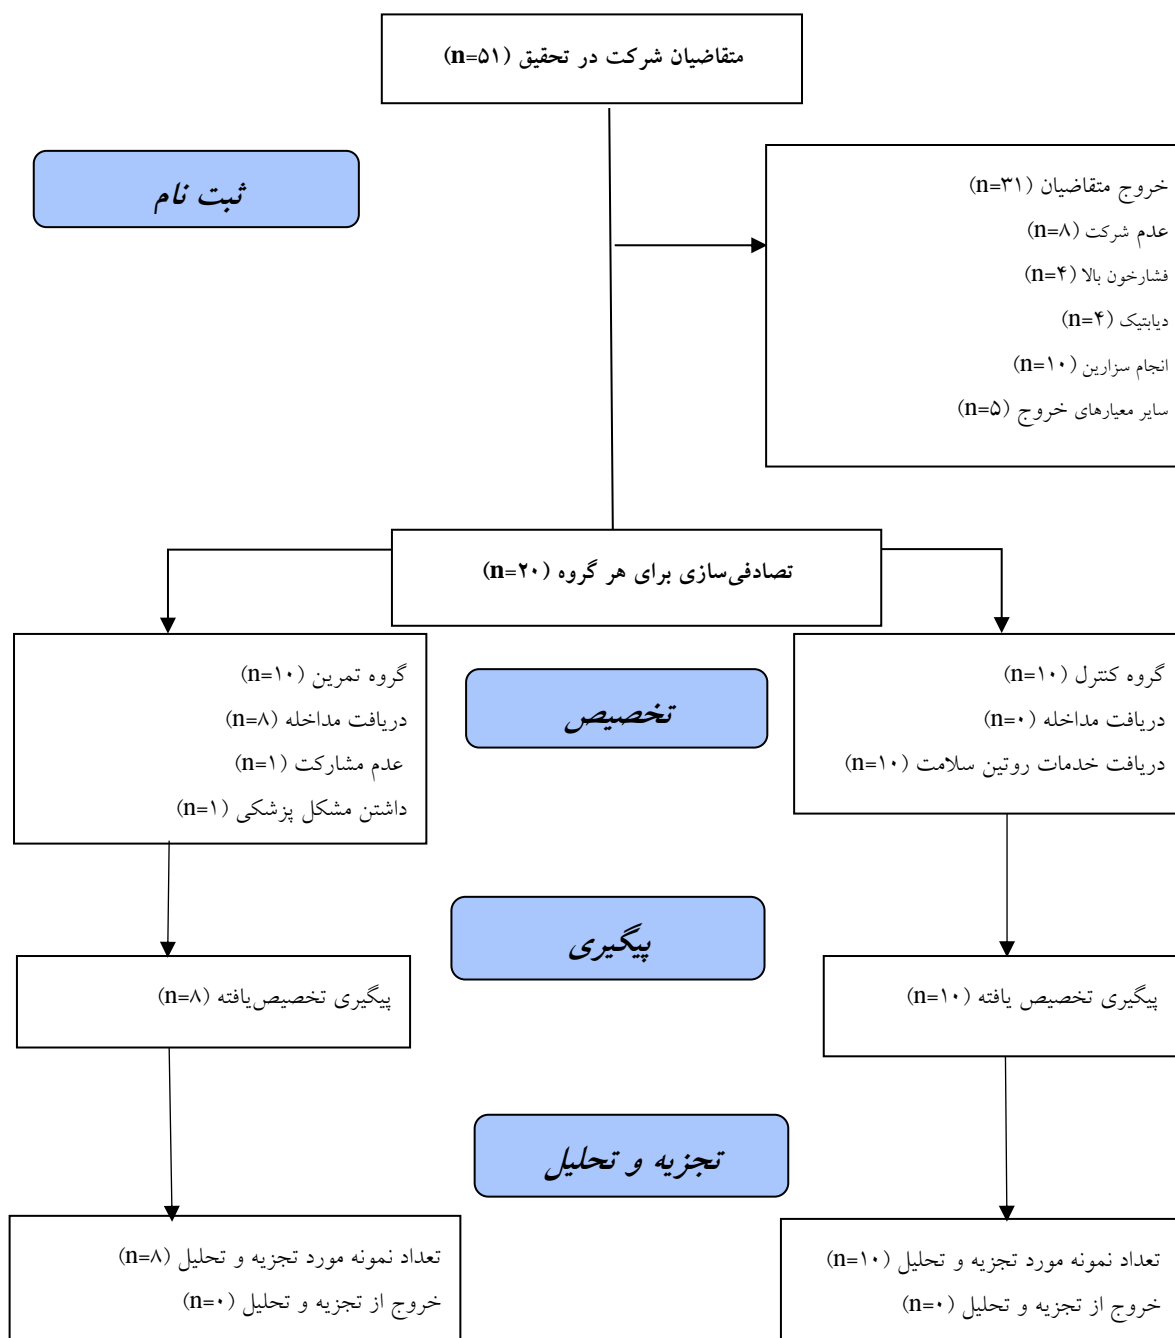 متقاضیان شرکت در تحقیق (n=۵۱)
ثبت نام
خروج متقاضیان (n=۳۱)
عدم شرکت (n=۸)
فشارخون بالا (n=۴)
دیابتیک (n=۴)
انجام سزارین (n=۱۰)
سایر معیارهای خروج (n=۵)
تصادفی‌سازی برای هر گروه (n=۲۰)
گروه کنترل (n=۱۰)
دریافت مداخله (n=۰)
دریافت خدمات روتین سلامت (n=۱۰)
تخصیص
گروه تمرین (n=۱۰)
دریافت مداخله (n=۸)
عدم مشارکت (n=۱)
داشتن مشکل پزشکی (n=۱)
پیگیری
پیگیری تخصیص یافته (n=۱۰)
پیگیری تخصیص‌یافته (n=۸)
تجزیه و تحلیل
تعداد نمونه مورد تجزیه و تحلیل (n=۱۰)
خروج از تجزیه و تحلیل (n=۰)
تعداد نمونه مورد تجزیه و تحلیل (n=۸)
خروج از تجزیه و تحلیل (n=۰)